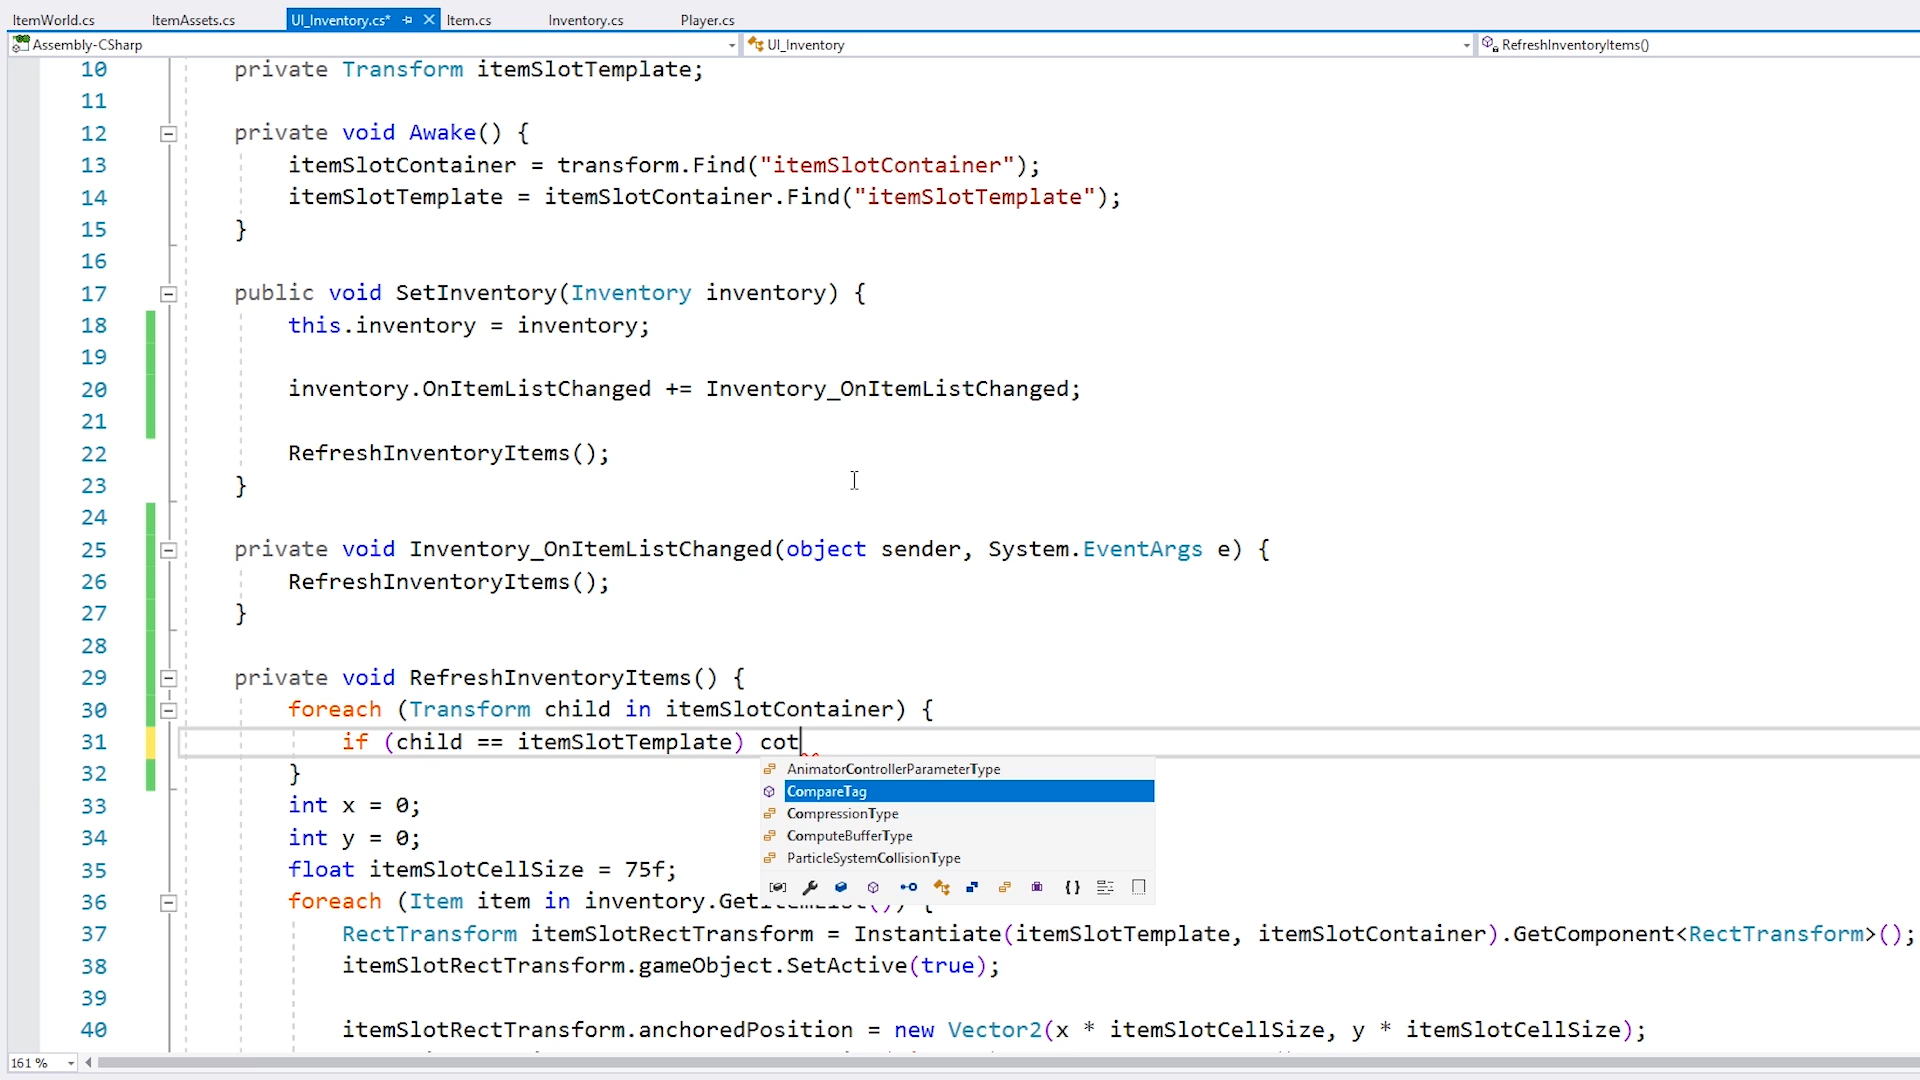 ItemWorld.cs ItemAssets.cs UI_Inventory.cs* Item.cs Inventory.cs Player.cs
Assembly-CSharp UI_Inventory RefreshInventoryItems()
10 private Transform itemSlotTemplate;
11
12 private void Awake() {
13 itemSlotContainer = transform.Find("itemSlotContainer");
14 itemSlotTemplate = itemSlotContainer.Find("itemSlotTemplate");
15 }
16
17 public void SetInventory(Inventory inventory) {
18 this.inventory = inventory;
19
20 inventory.OnItemListChanged += Inventory_OnItemListChanged;
21
22 RefreshInventoryItems();
23 }
24
25 private void Inventory_OnItemListChanged(object sender, System.EventArgs e) {
26 RefreshInventoryItems();
27 }
28
29 private void RefreshInventoryItems() {
30 foreach (Transform child in itemSlotContainer) {
31 if (child == itemSlotTemplate) cot
AnimatorControllerParameterType
32 }
CompareTag
33 int x = 0;
CompressionType
34 int y = 0;
ComputeBufferType
35 float itemSlotCellSize = 75f;
ParticleSystemCollisionType
36 foreach (Item item in inventory.GetItemList()) {
37 RectTransform itemSlotRectTransform = Instantiate(itemSlotTemplate, itemSlotContainer).GetComponent<RectTransform>();
38 itemSlotRectTransform.gameObject.SetActive(true);
39
40 itemSlotRectTransform.anchoredPosition = new Vector2(x * itemSlotCellSize, y * itemSlotCellSize);
161 %